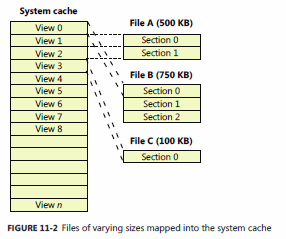 System cache
View 0
View 1
View 2
View 3
View 4
View 5
View 6
View 7
View 8
View n
File A (500 KB)
Section 0
Section 1
File B (750 KB)
Section 0
Section 1
Section 2
File C (100 KB)
Section 0
FIGURE 11-2 Files of varying sizes mapped into the system cache